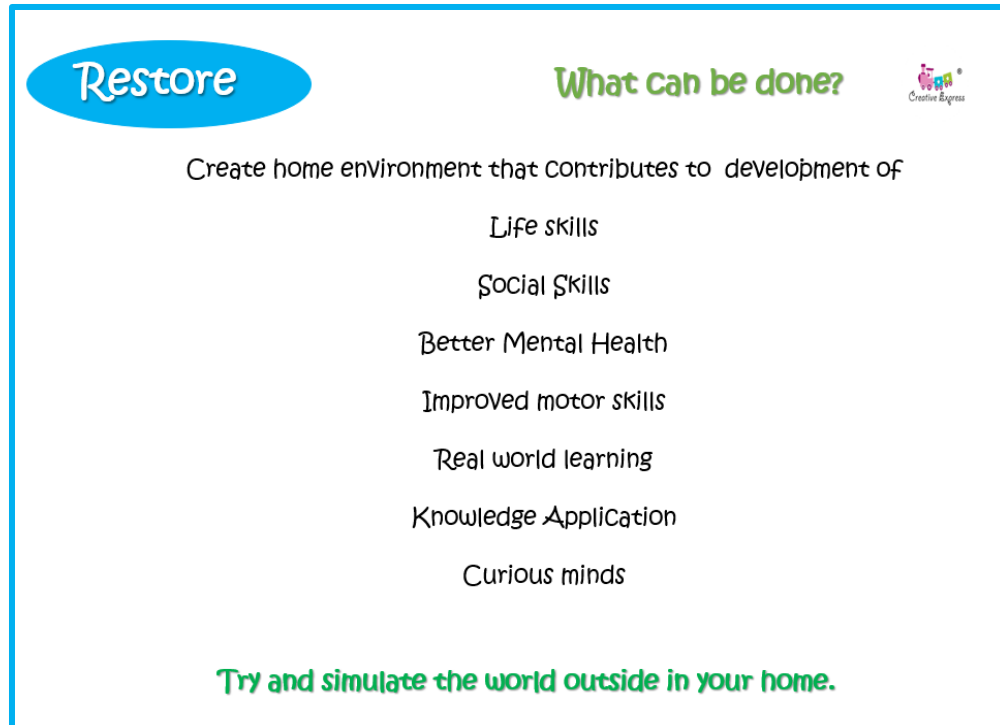 Restore
What can be done?
Creative Express
®
Create home environment that contributes to development of
Life skills
Social Skills
Better Mental Health
Improved motor skills
Real world learning
Knowledge Application
Curious minds
Try and simulate the world outside in your home.